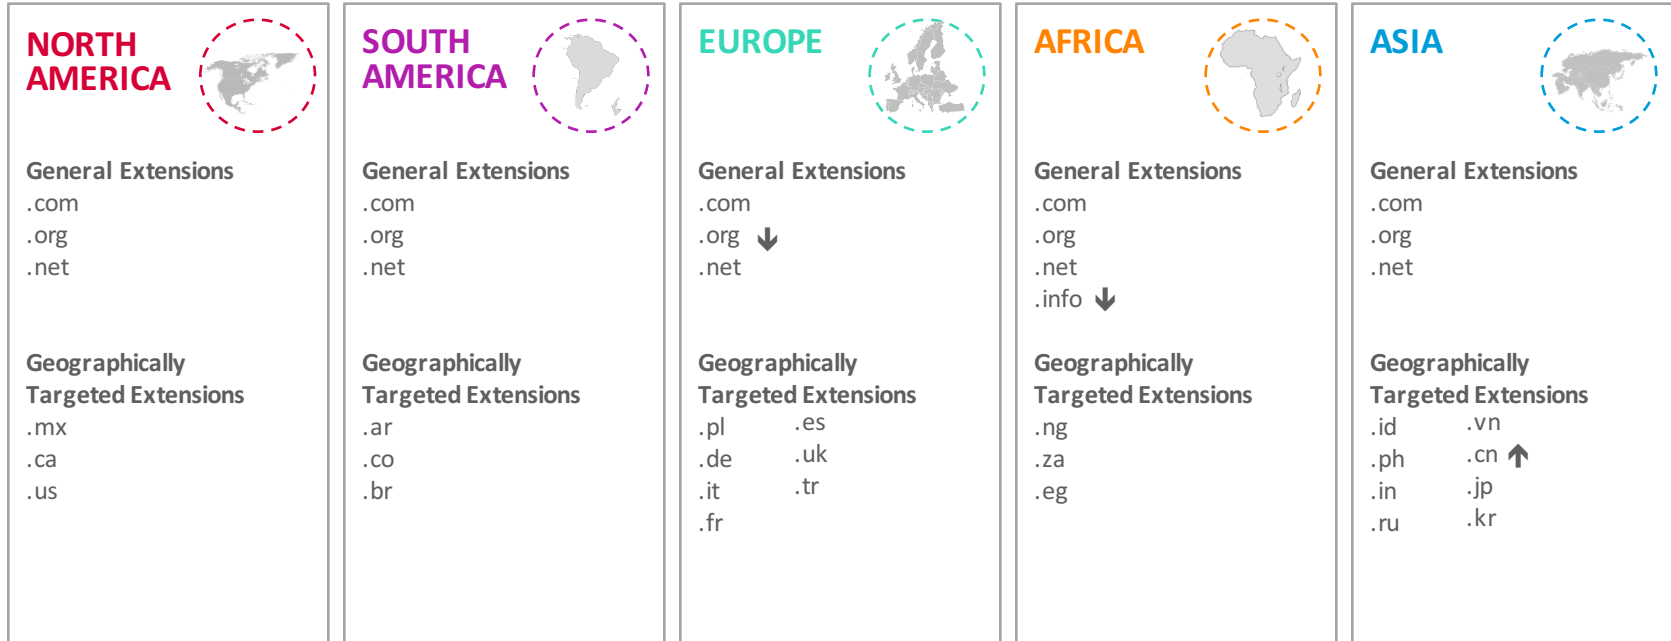 NORTH
AMERICA
General Extensions
.com
.org
.net
Geographically
Targeted Extensions
.mx
.ca
.us
SOUTH
AMERICA
General Extensions
.com
.org
.net
Geographically
Targeted Extensions
.ar
.co
.br
EUROPE
General Extensions
.com
.org ↓
.net
Geographically
Targeted Extensions
.pl
.de
.it
.fr
.es
.uk
.tr
AFRICA
General Extensions
.com
.org
.net
.info ↓
Geographically
Targeted Extensions
.ng
.za
.eg
ASIA
General Extensions
.com
.org
.net
Geographically
Targeted Extensions
.id
.ph
.in
.ru
.vn
.cn ↑
.jp
.kr